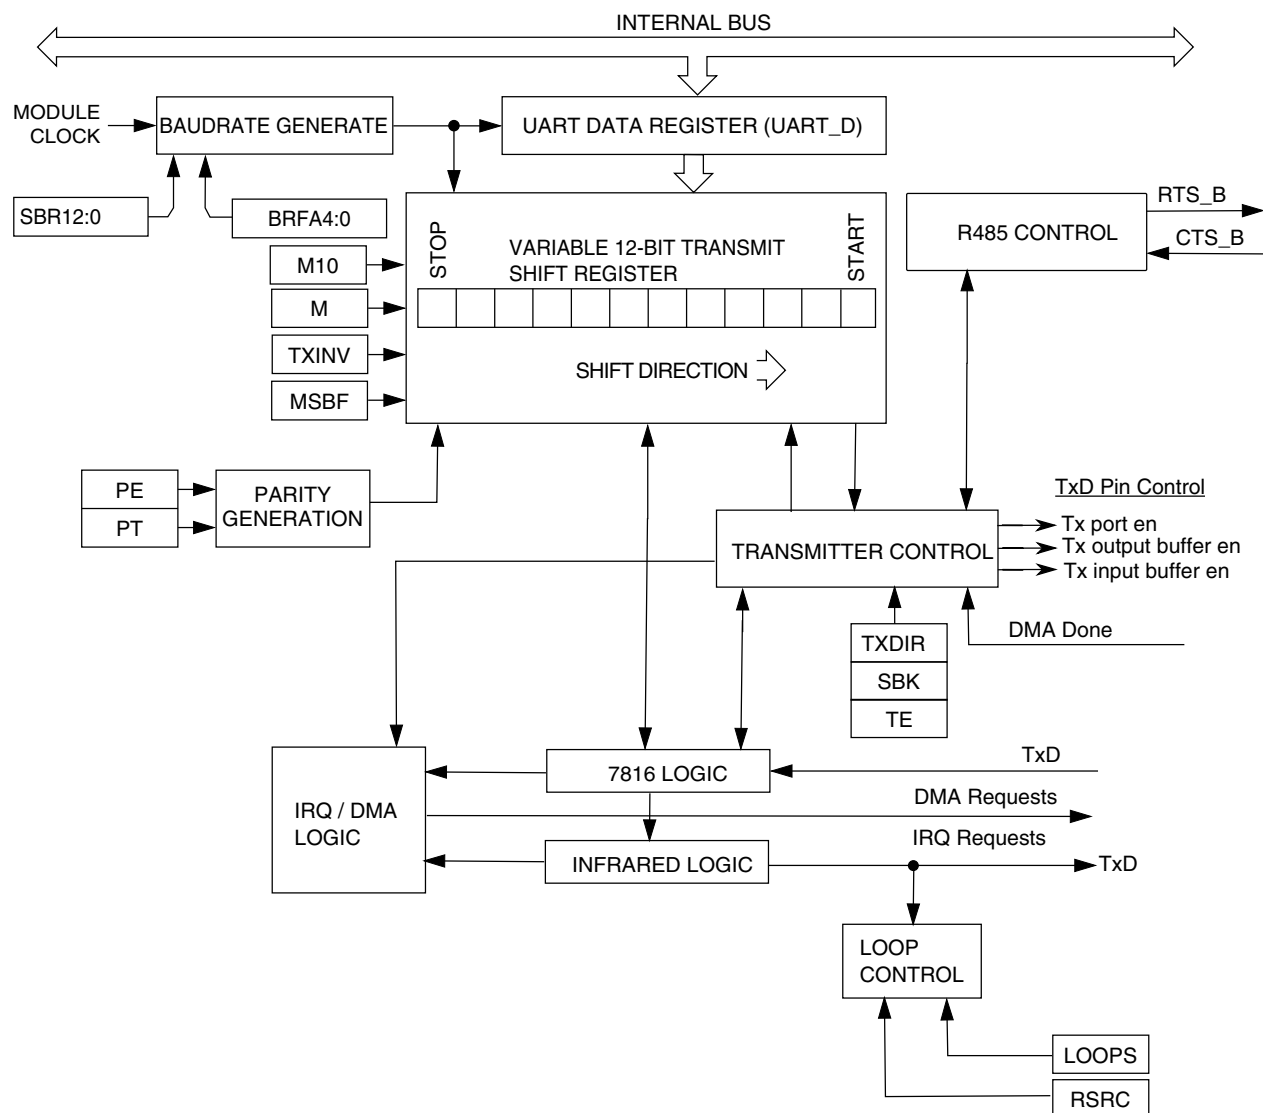 INTERNAL BUS
MODULE
CLOCK
BAUDRATE GENERATE
UART DATA REGISTER (UART_D)
SBR12:0
BRFA4:0
M10
M
TXINV
MSBF
STOP
VARIABLE 12-BIT TRANSMIT
SHIFT REGISTER
START
SHIFT DIRECTION
R485 CONTROL
RTS_B
CTS_B
PE
PT
PARITY
GENERATION
TRANSMITTER CONTROL
TxD Pin Control
Tx port en
Tx output buffer en
Tx input buffer en
DMA Done
TXDIR
SBK
TE
IRQ / DMA
LOGIC
7816 LOGIC
TxD
DMA Requests
IRQ Requests
INFRARED LOGIC
TxD
LOOP
CONTROL
LOOPS
RSRC